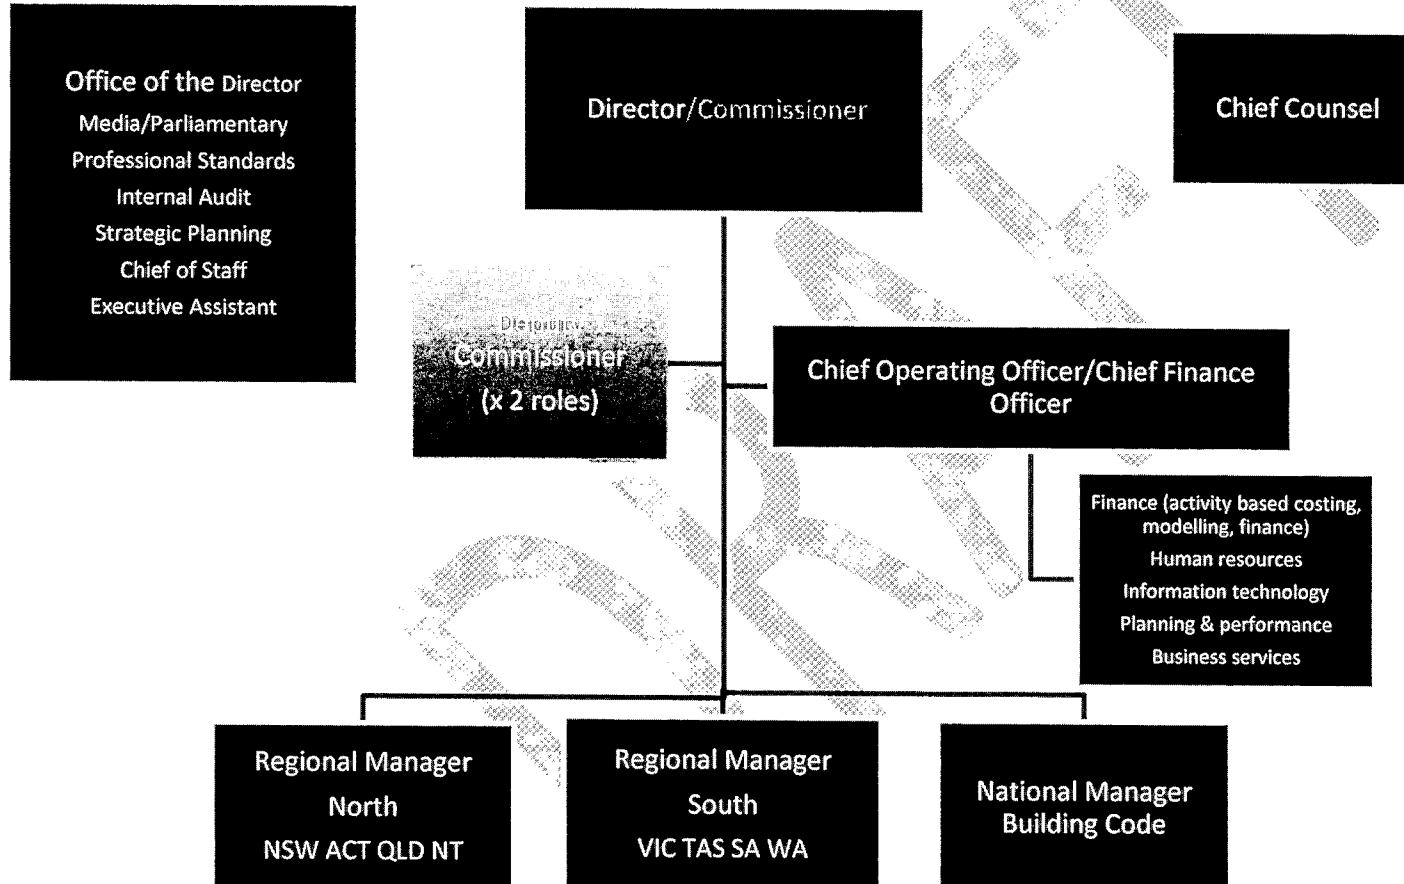 Office of the Director
Media/Parliamentary
Professional Standards
Internal Audit
Strategic Planning
Chief of Staff
Executive Assistant
Director/Commissioner
Chief Counsel
Commissioner
(x 2 roles)
Chief Operating Officer/Chief Finance
Officer
Finance (activity based costing,
modelling, finance)
Human resources
Information technology
Planning & performance
Business services
Regional Manager
North
NSW ACT QLD NT
Regional Manager
South
VIC TAS SA WA
National Manager
Building Code
DRAFT